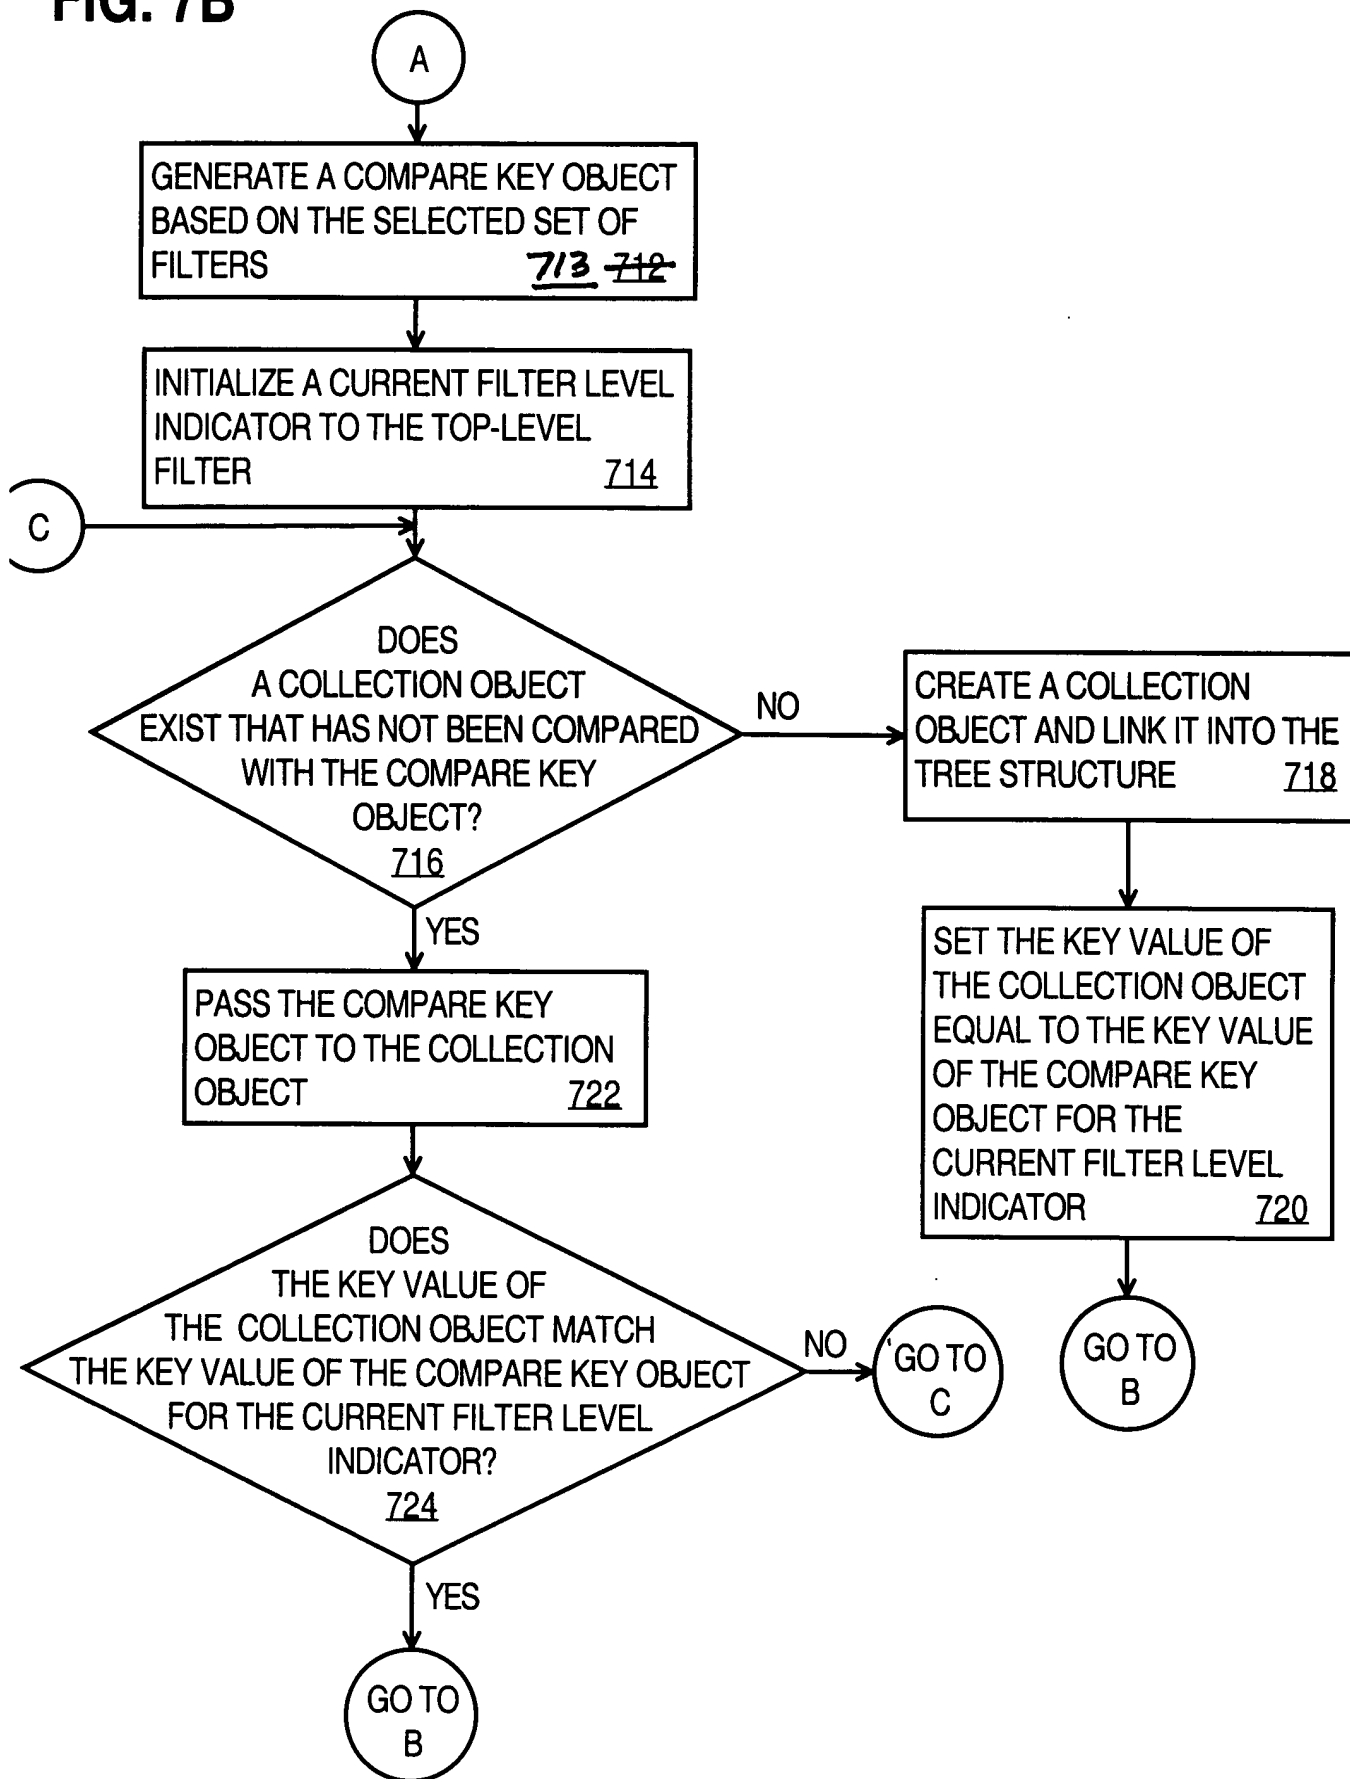 FIG. 7B
A
GENERATE A COMPARE KEY OBJECT
BASED ON THE SELECTED SET OF
FILTERS 713 712
INITIALIZE A CURRENT FILTER LEVEL
INDICATOR TO THE TOP-LEVEL
FILTER 714
C
DOES
A COLLECTION OBJECT
EXIST THAT HAS NOT BEEN COMPARED
WITH THE COMPARE KEY
OBJECT?
716
NO
CREATE A COLLECTION
OBJECT AND LINK IT INTO THE
TREE STRUCTURE 718
YES
SET THE KEY VALUE OF
THE COLLECTION OBJECT
EQUAL TO THE KEY VALUE
OF THE COMPARE KEY
OBJECT FOR THE
CURRENT FILTER LEVEL
INDICATOR 720
PASS THE COMPARE KEY
OBJECT TO THE COLLECTION
OBJECT 722
DOES
THE KEY VALUE OF
THE COLLECTION OBJECT MATCH
THE KEY VALUE OF THE COMPARE KEY OBJECT
FOR THE CURRENT FILTER LEVEL
INDICATOR?
724
NO
GO TO
C
GO TO
B
YES
GO TO
B